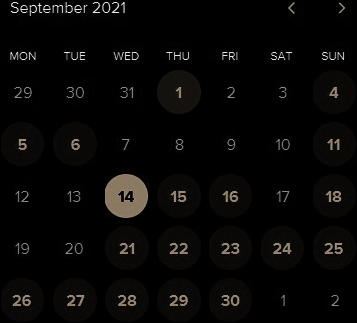 September 2021
MON TUE WED THU FRI SAT SUN
29 30 31 1 2 3 4
5 6 7 8 9 10 11
12 13 14 15 16 17 18
19 20 21 22 23 24 25
26 27 28 29 30 1 2